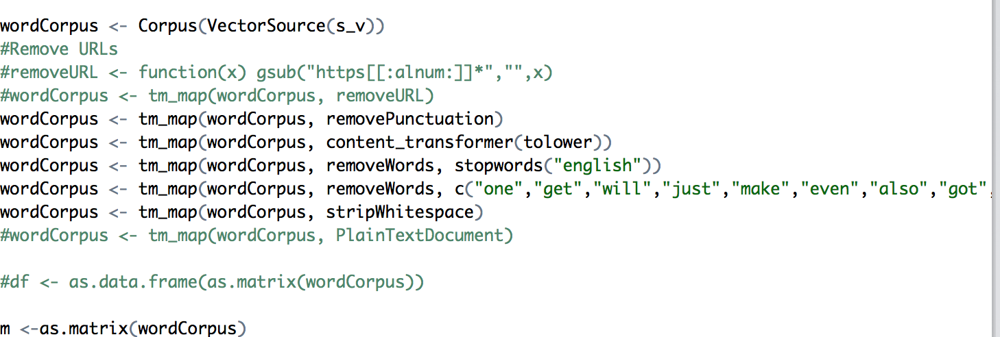 wordCorpus <- Corpus(VectorSource(s_v))
#Remove URLs
#removeURL <- function(x) gsub("https[[:alnum:]]*","",x)
#wordCorpus <- tm_map(wordCorpus, removeURL)
wordCorpus <- tm_map(wordCorpus, removePunctuation)
wordCorpus <- tm_map(wordCorpus, content_transformer(tolower))
wordCorpus <- tm_map(wordCorpus, removeWords, stopwords("english"))
wordCorpus <- tm_map(wordCorpus, removeWords, c("one","get","will","just","make","even","also","got",
wordCorpus <- tm_map(wordCorpus, stripWhitespace)
#wordCorpus <- tm_map(wordCorpus, PlainTextDocument)
#df <- as.data.frame(as.matrix(wordCorpus))
m <-as.matrix(wordCorpus)